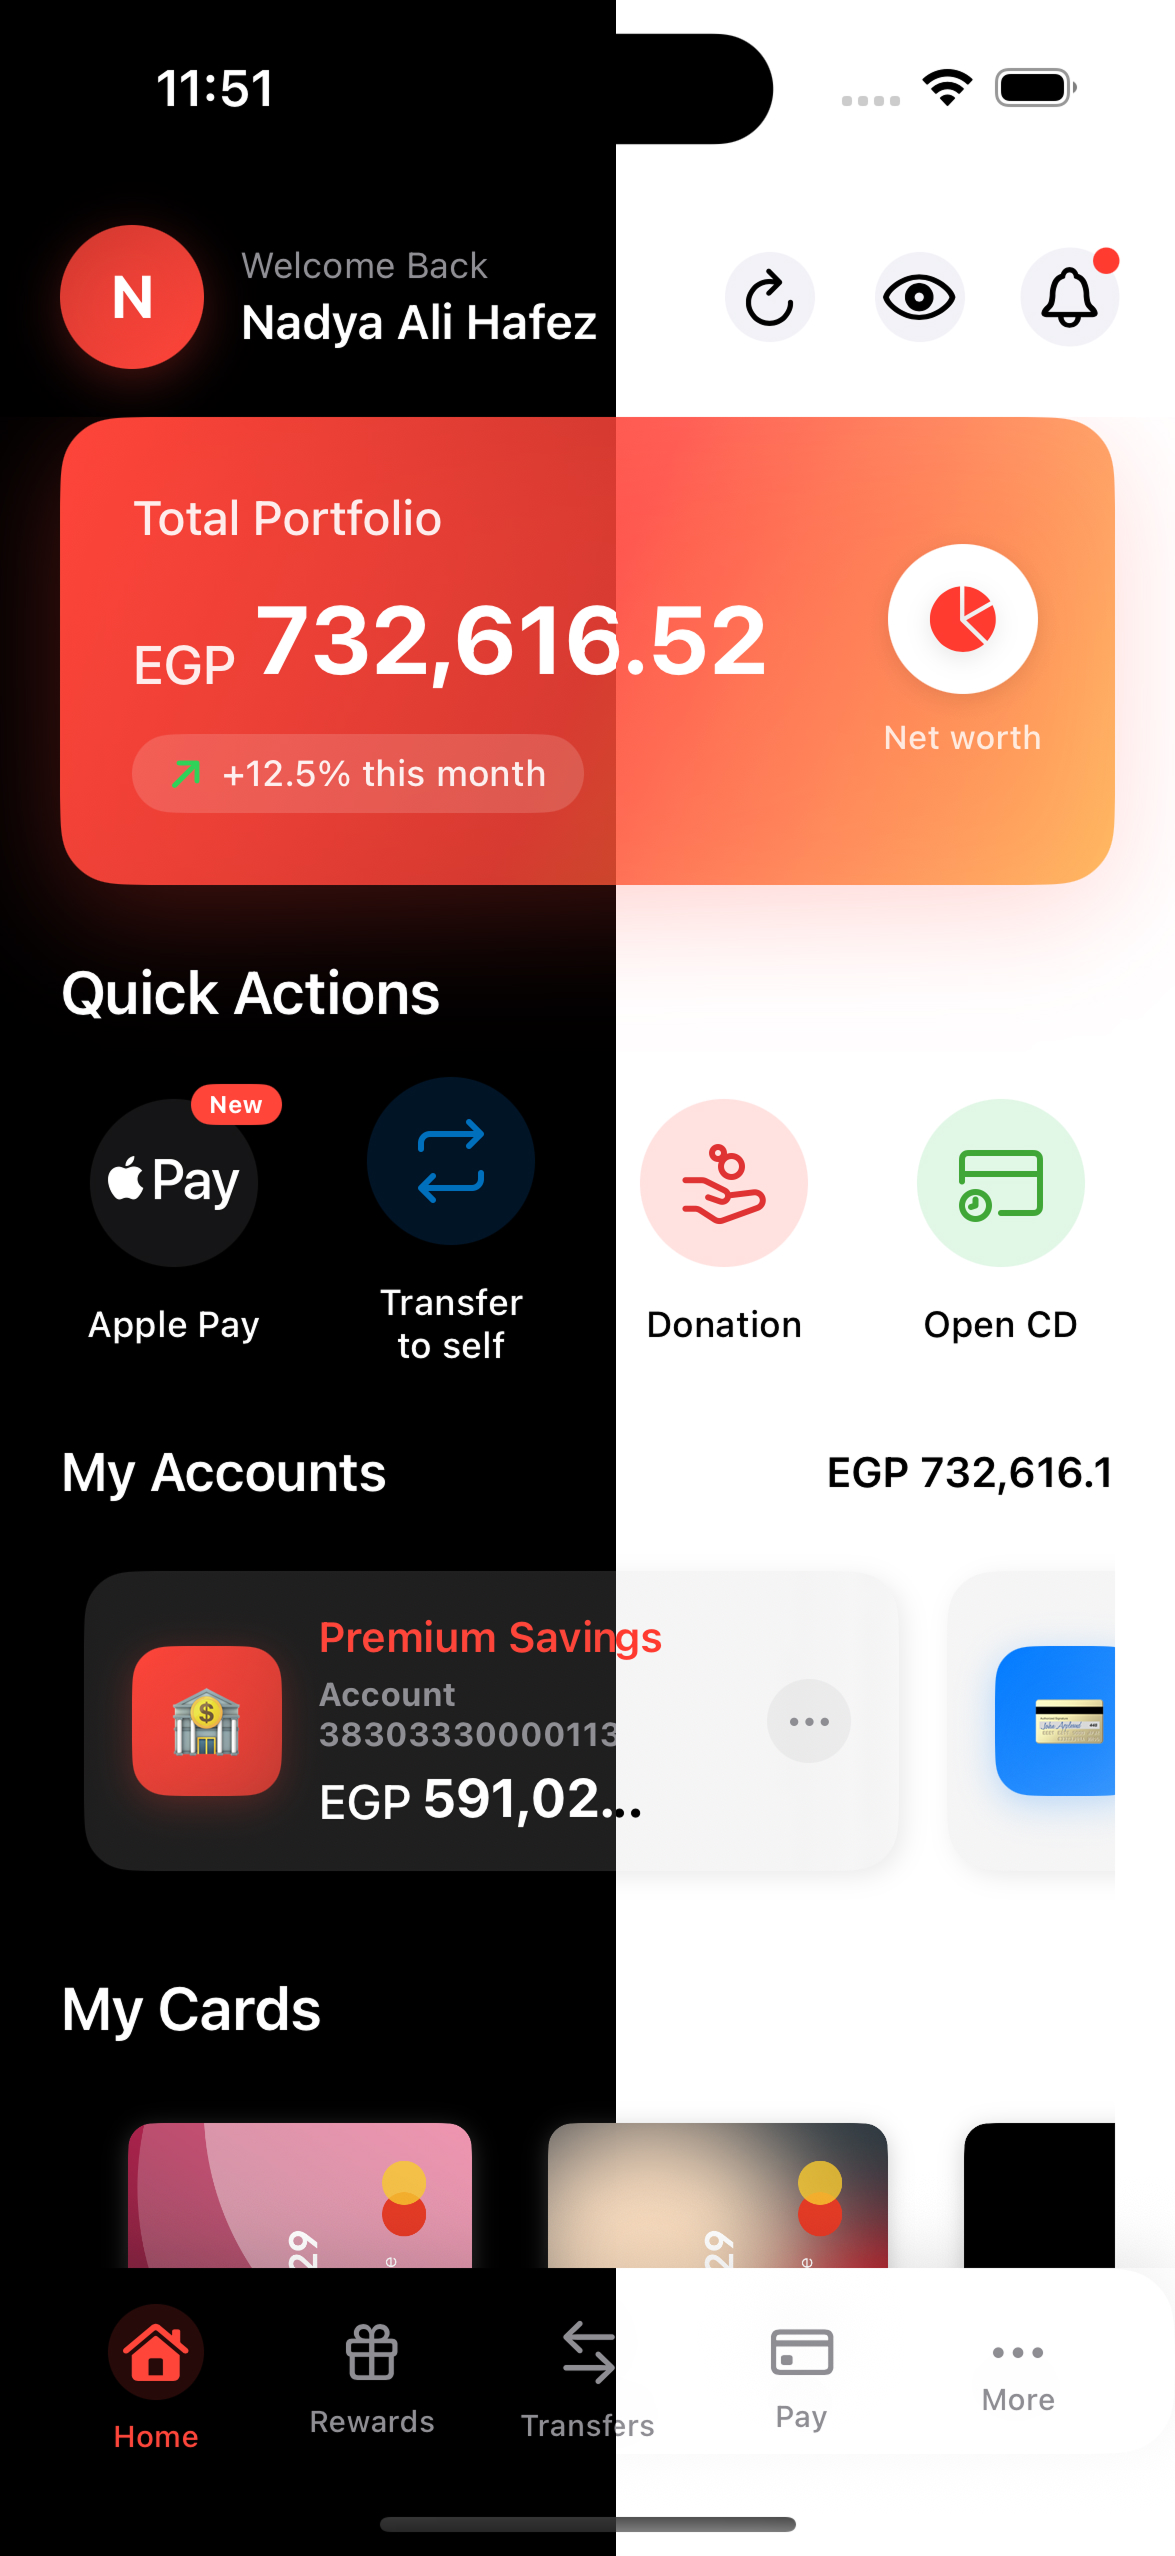 11:51
N
Welcome Back
Nadya Ali Hafez
Total Portfolio
EGP 732,616.52
+12.5% this month
Net worth
Quick Actions
New
Pay
Apple Pay
Transfer
to self
Donation
Open CD
My Accounts
EGP 732,616.1
Premium Savings
Account
38303330000113
EGP 591,02...
My Cards
29
e
29
e
Home
Rewards
Transfers
Pay
More